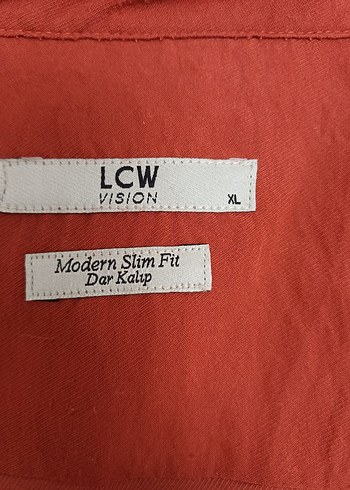 LCW
VISION
XL
Modern Slim Fit
Dar Kalıp